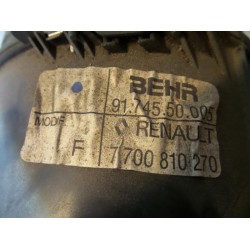 BEHR
91.745.50.005
MODIF RENAULT
F 7 700 810 270